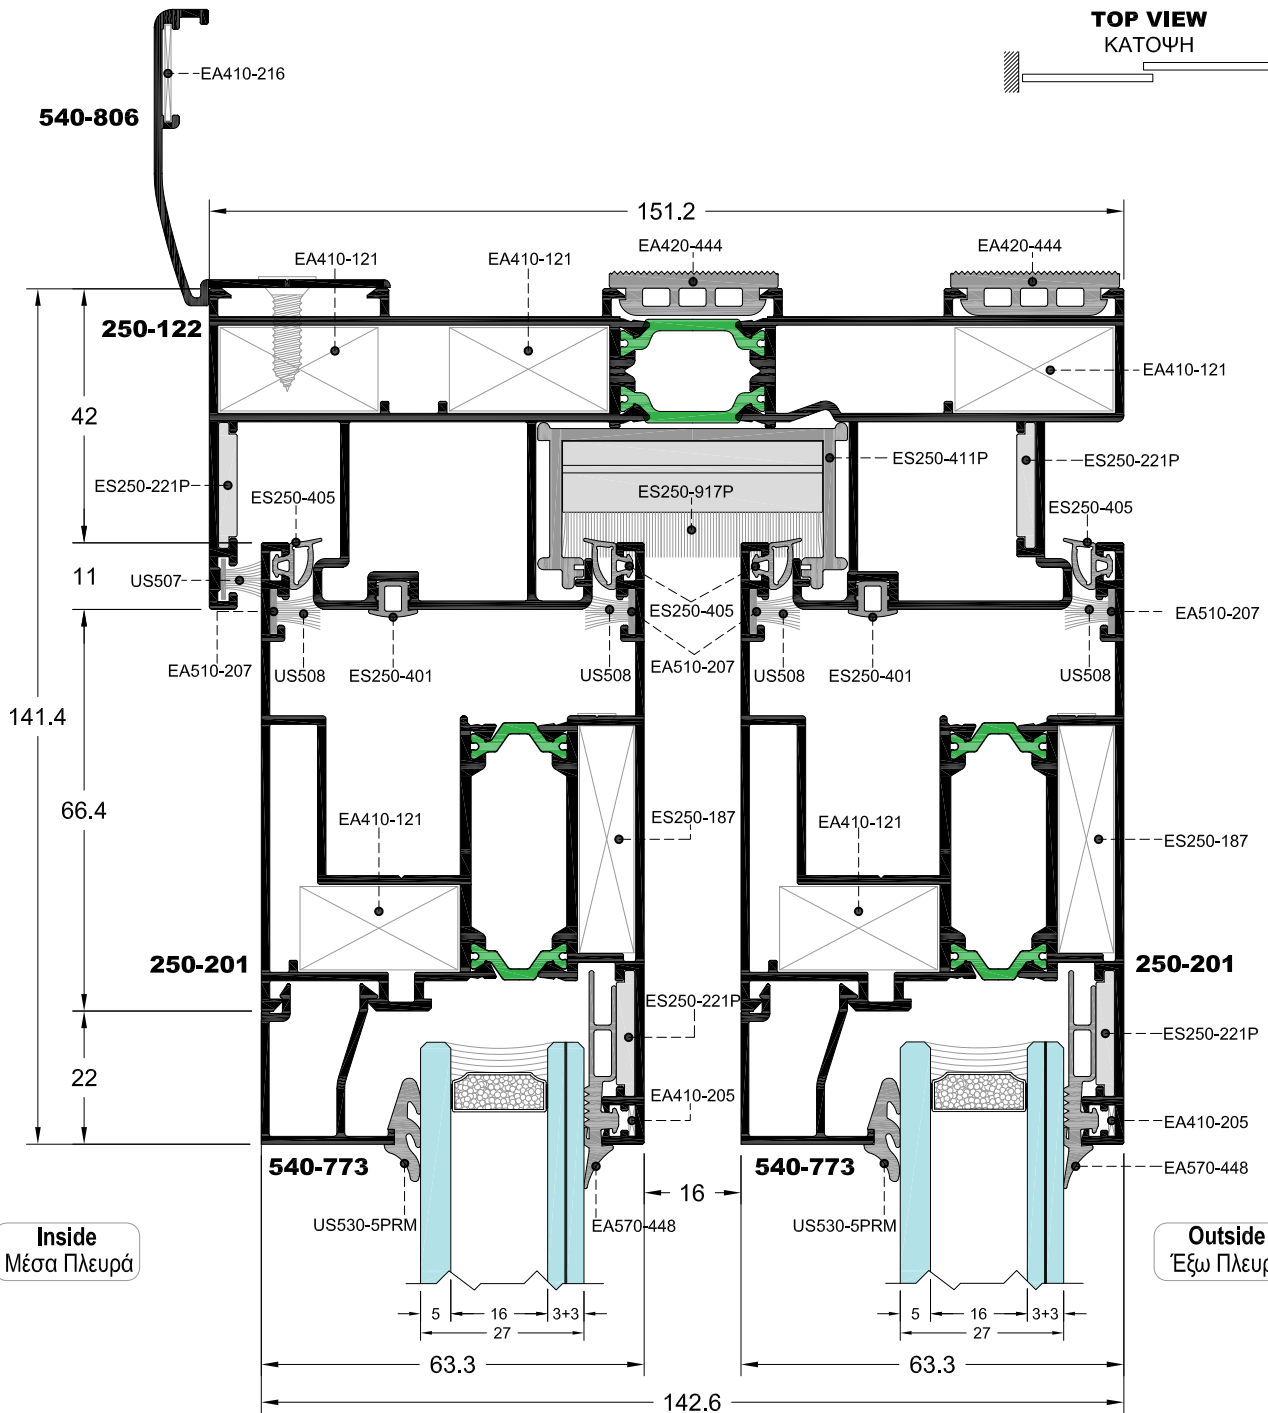 TOP VIEW
ΚΑΤΟΨΗ
EA410-216
540-806
151.2
EA420-444
EA420-444
EA410-121
EA410-121
250-122
EA410-121
42
ES250-411P
ES250-221P
ES250-221P
ES250-405
ES250-917P
ES250-405
11
US507
ES250-405
EA510-207
EA510-207
EA510-207
US508
ES250-401
US508
US508
ES250-401
US508
141.4
66.4
EA410-121
ES250-187
EA410-121
ES250-187
250-201
250-201
ES250-221P
ES250-221P
22
EA410-205
EA410-205
540-773
540-773
EA570-448
16
US530-5PRM
EA570-448
US530-5PRM
Inside
Μέσα Πλευρά
Outside
Έξω Πλευρ
5
16
3+3
5
16
3+3
27
27
63.3
63.3
142.6